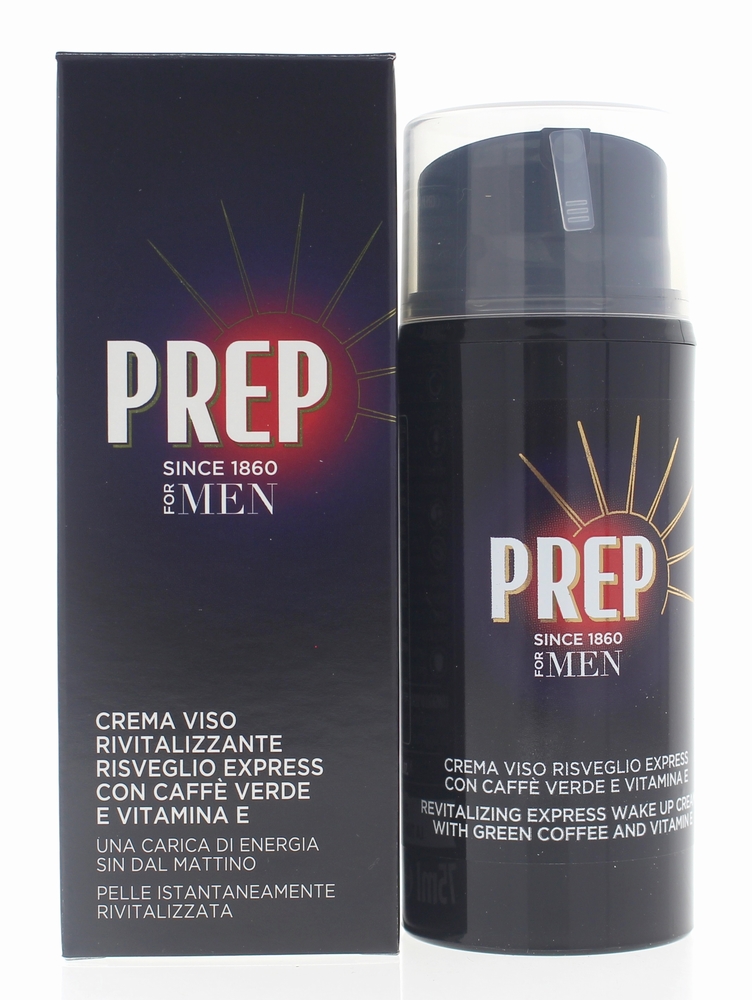 PREP
SINCE 1860
FOR MEN
CREMA VISO
RIVITALIZZANTE
RISVEGLIO EXPRESS
CON CAFFÈ VERDE
E VITAMINA E
UNA CARICA DI ENERGIA
SIN DAL MATTINO
PELLE ISTANTANEAMENTE
RIVITALIZZATA
PREP
SINCE 1860
FOR MEN
CREMA VISO RISVEGLIO EXPRESS
CON CAFFÈ VERDE E VITAMINA E
REVITALIZING EXPRESS WAKE UP
WITH GREEN COFFEE AND VITAMIN E
75ml